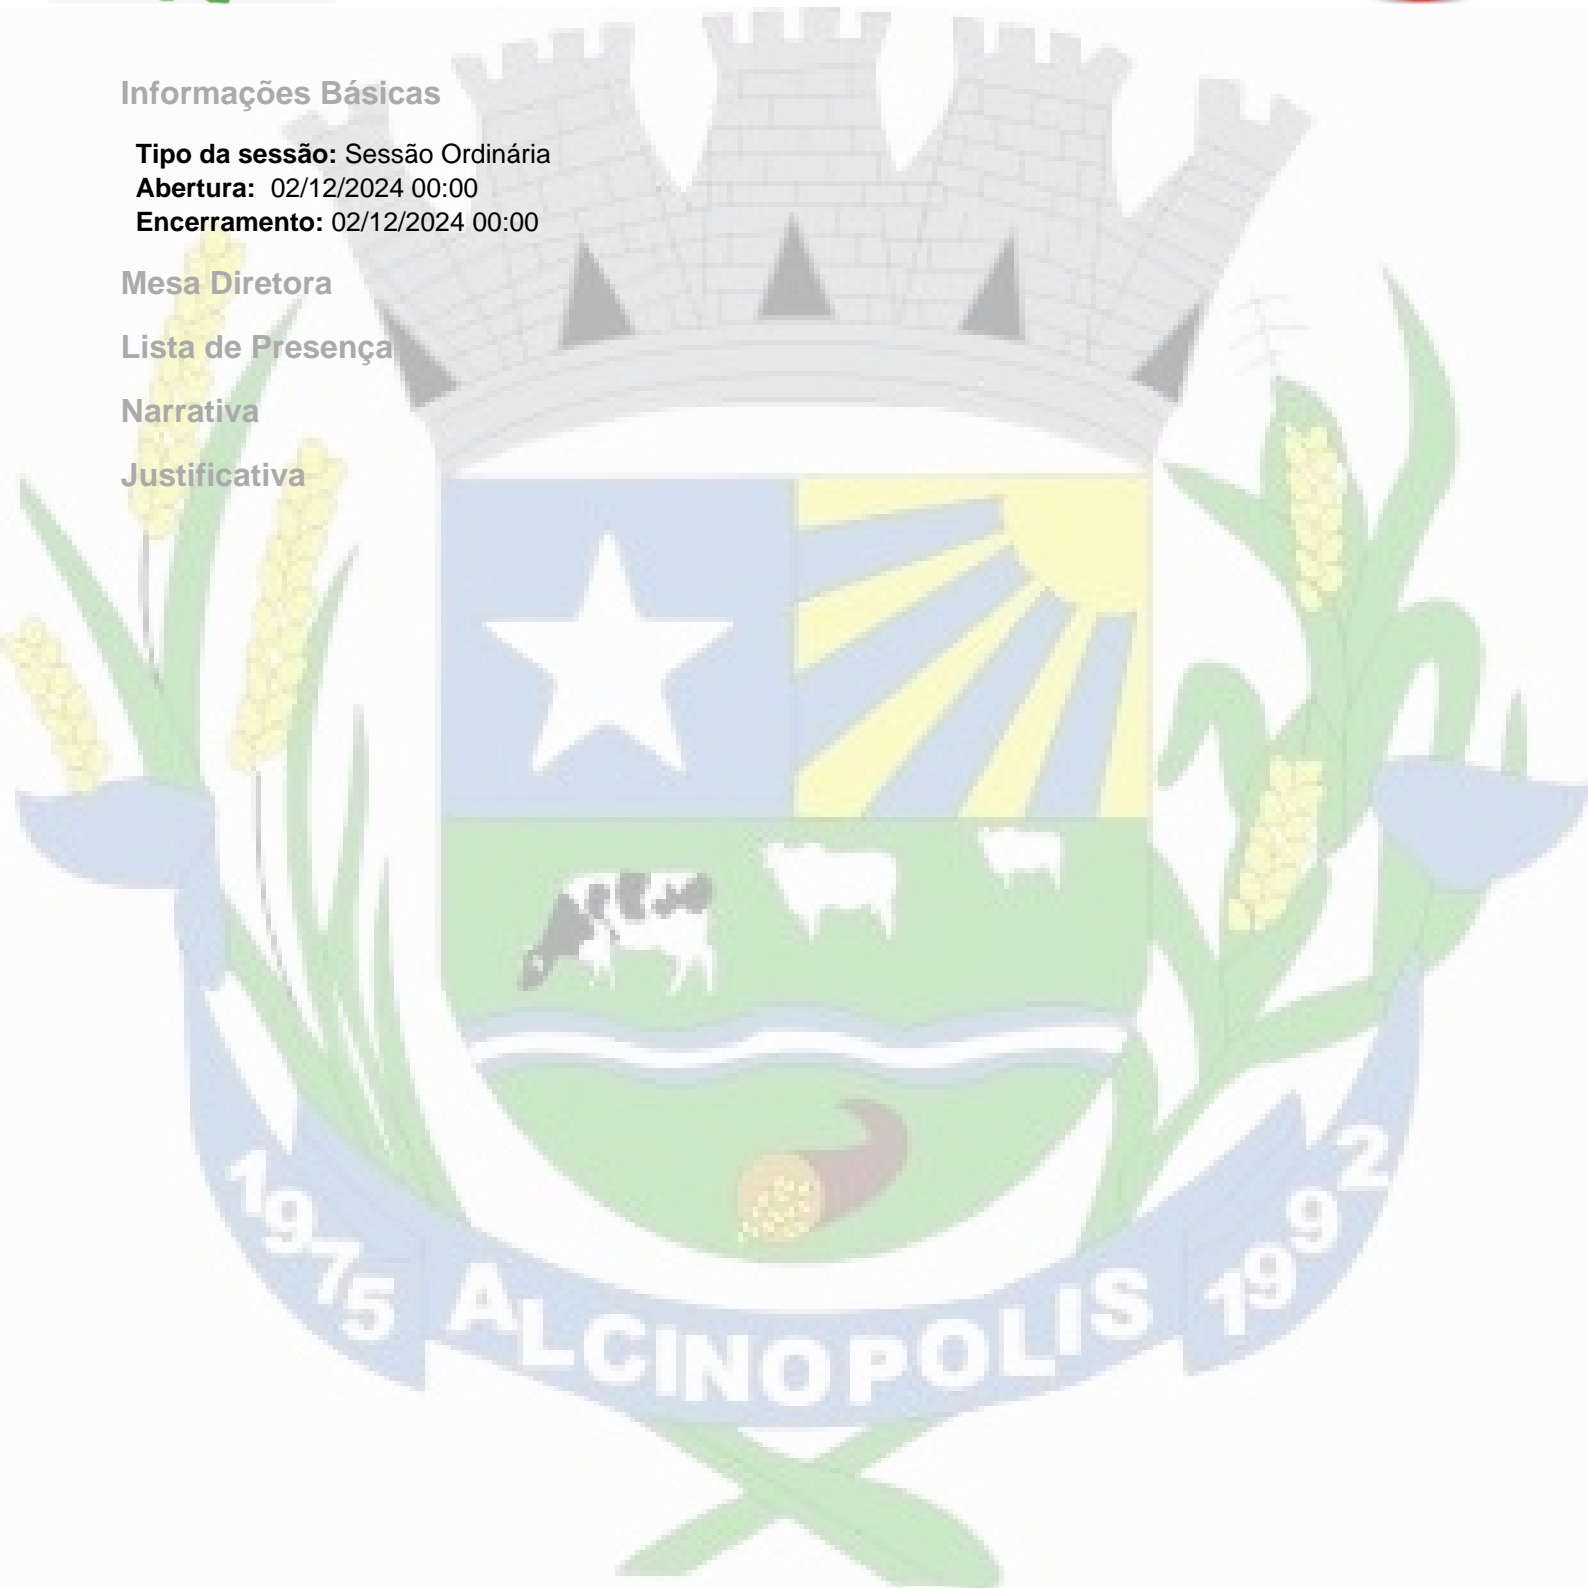 Informações Básicas
Tipo da sessão: Sessão Ordinária
Abertura: 02/12/2024 00:00
Encerramento: 02/12/2024 00:00
Mesa Diretora
Lista de Presença
Narrativa
Justificativa
1975 ALCINOPOLIS 1992